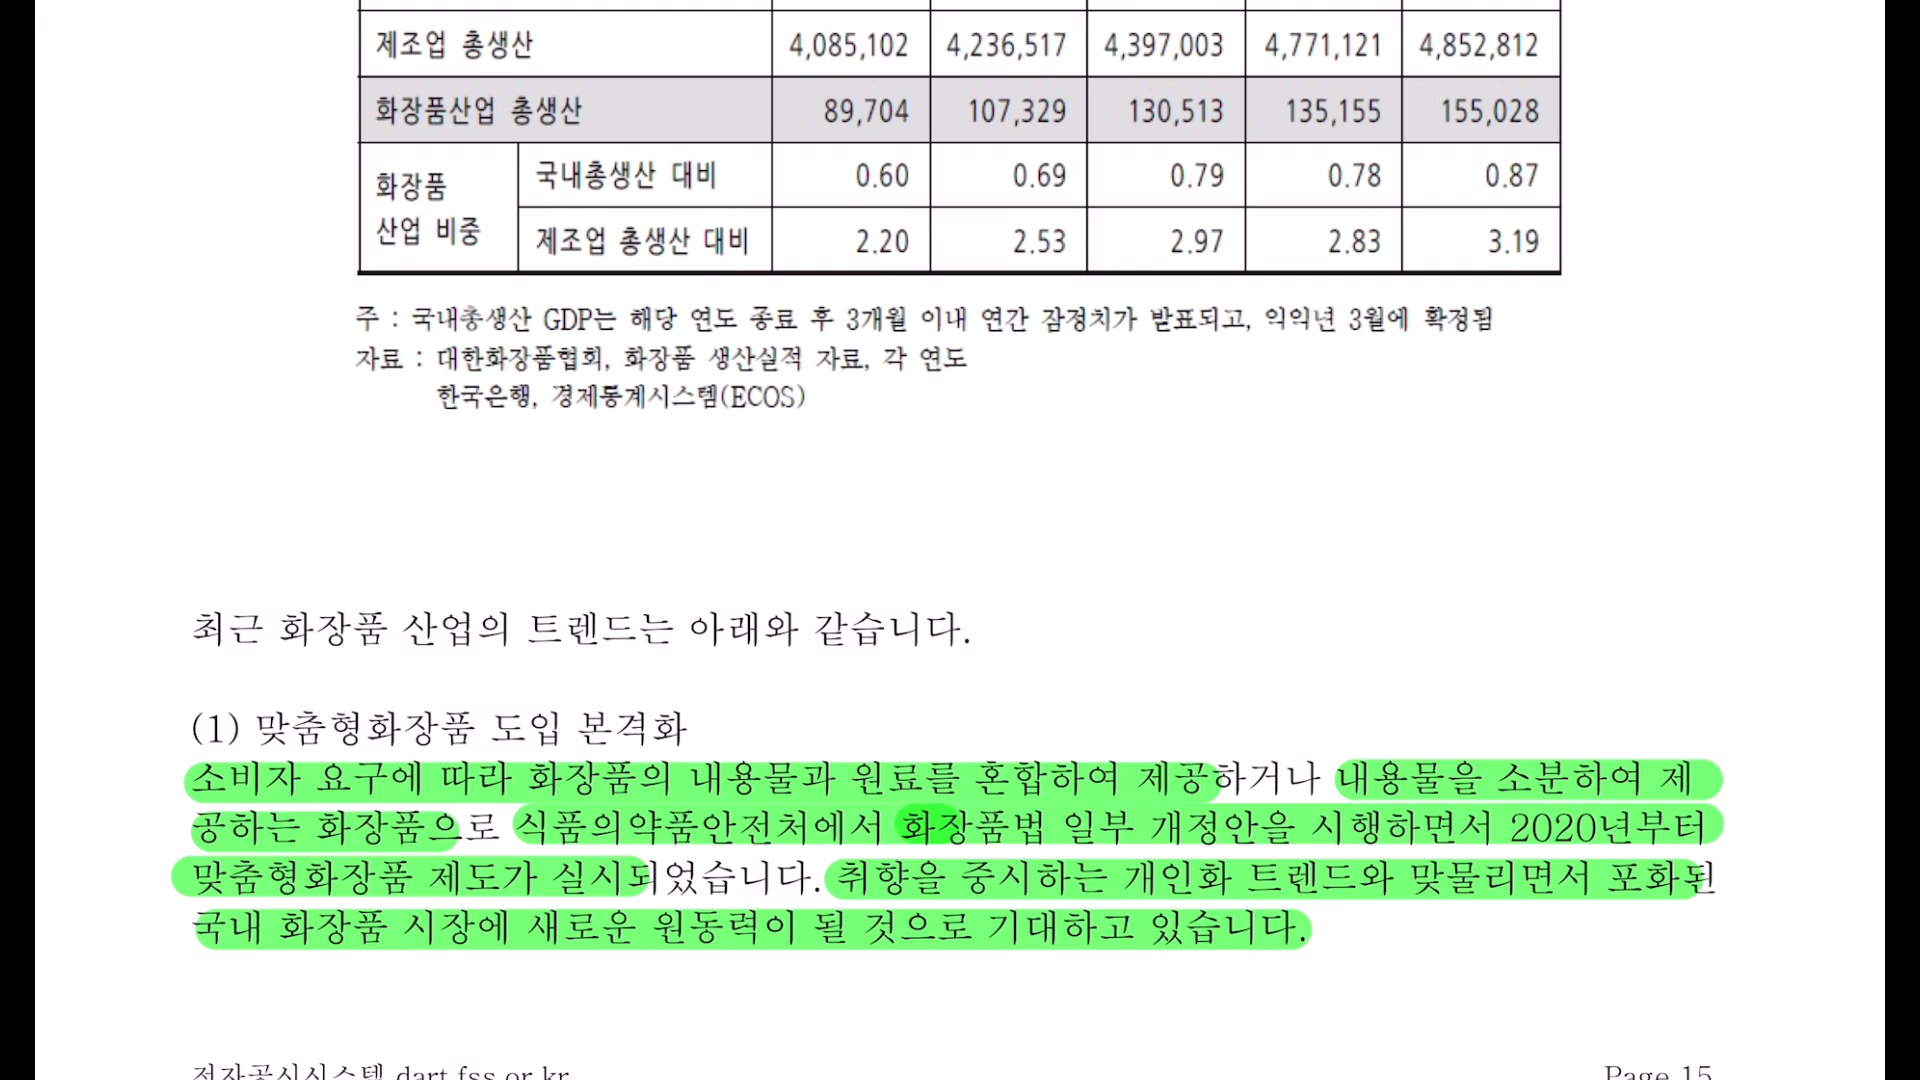 제조업 총생산 4,085,102 4,236,517 4,397,003 4,771,121 4,852,812
화장품산업 총생산 89,704 107,329 130,513 135,155 155,028
화장품
산업 비중
국내총생산 대비 0.60 0.69 0.79 0.78 0.87
제조업 총생산 대비 2.20 2.53 2.97 2.83 3.19
주 : 국내총생산 GDP는 해당 연도 종료 후 3개월 이내 연간 잠정치가 발표되고, 익익년 3월에 확정됨
자료 : 대한화장품협회, 화장품 생산실적 자료, 각 연도
한국은행, 경제통계시스템(ECOS)
최근 화장품 산업의 트렌드는 아래와 같습니다.
(1) 맞춤형화장품 도입 본격화
소비자 요구에 따라 화장품의 내용물과 원료를 혼합하여 제공하거나 내용물을 소분하여 제
공하는 화장품으로 식품의약품안전처에서 화장품법 일부 개정안을 시행하면서 2020년부터
맞춤형화장품 제도가 실시되었습니다. 취향을 중시하는 개인화 트렌드와 맞물리면서 포화된
국내 화장품 시장에 새로운 원동력이 될 것으로 기대하고 있습니다.
전자공시시스템 dart.fss.or.kr
Page 15